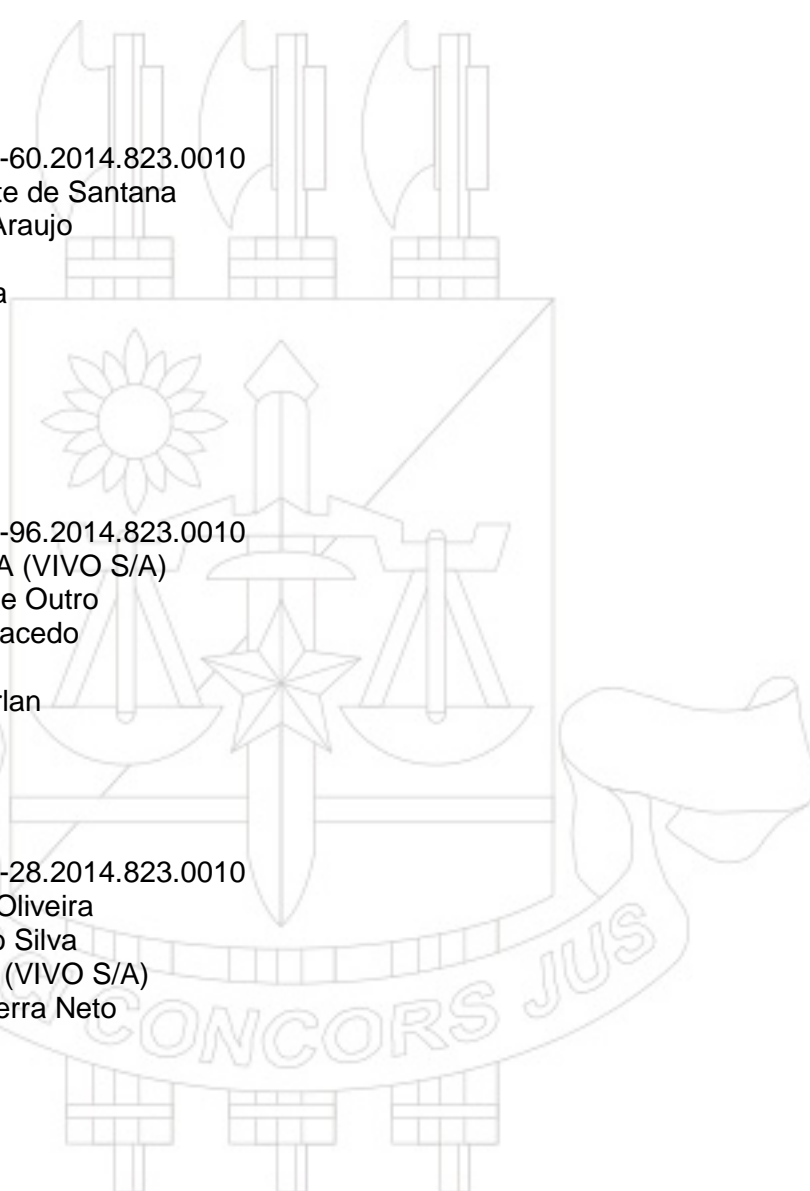 -60.2014.823.0010
te de Santana
Araujo
a
-96.2014.823.0010
A (VIVO S/A)
e Outro
acedo
rlan
-28.2014.823.0010
Oliveira
o Silva
(VIVO S/A)
erra Neto
CONCORS JUS